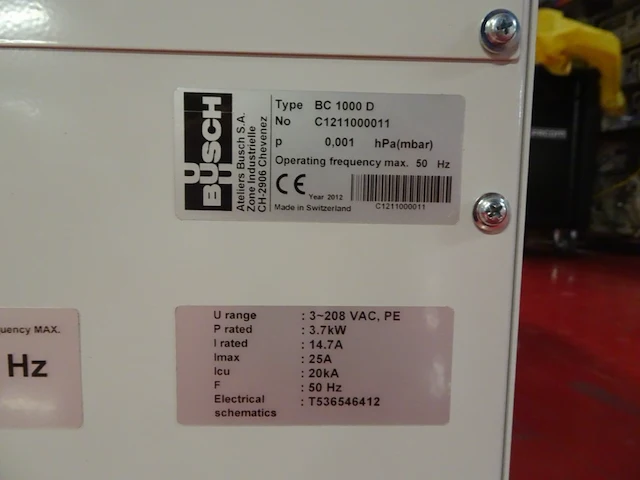 BUSCH
Ateliers Busch S.A.
Zone Industrielle
CH-2906 Chevenez
Type BC 1000 D
No C1211000011
p 0,001 hPa(mbar)
Operating frequency max. 50 Hz
CE Year 2012
Made in Switzerland C1211000011
uency MAX.
Hz
U range : 3~208 VAC, PE
P rated : 3.7kW
I rated : 14.7A
Imax : 25A
Icu : 20kA
F : 50 Hz
Electrical : T536546412
schematics